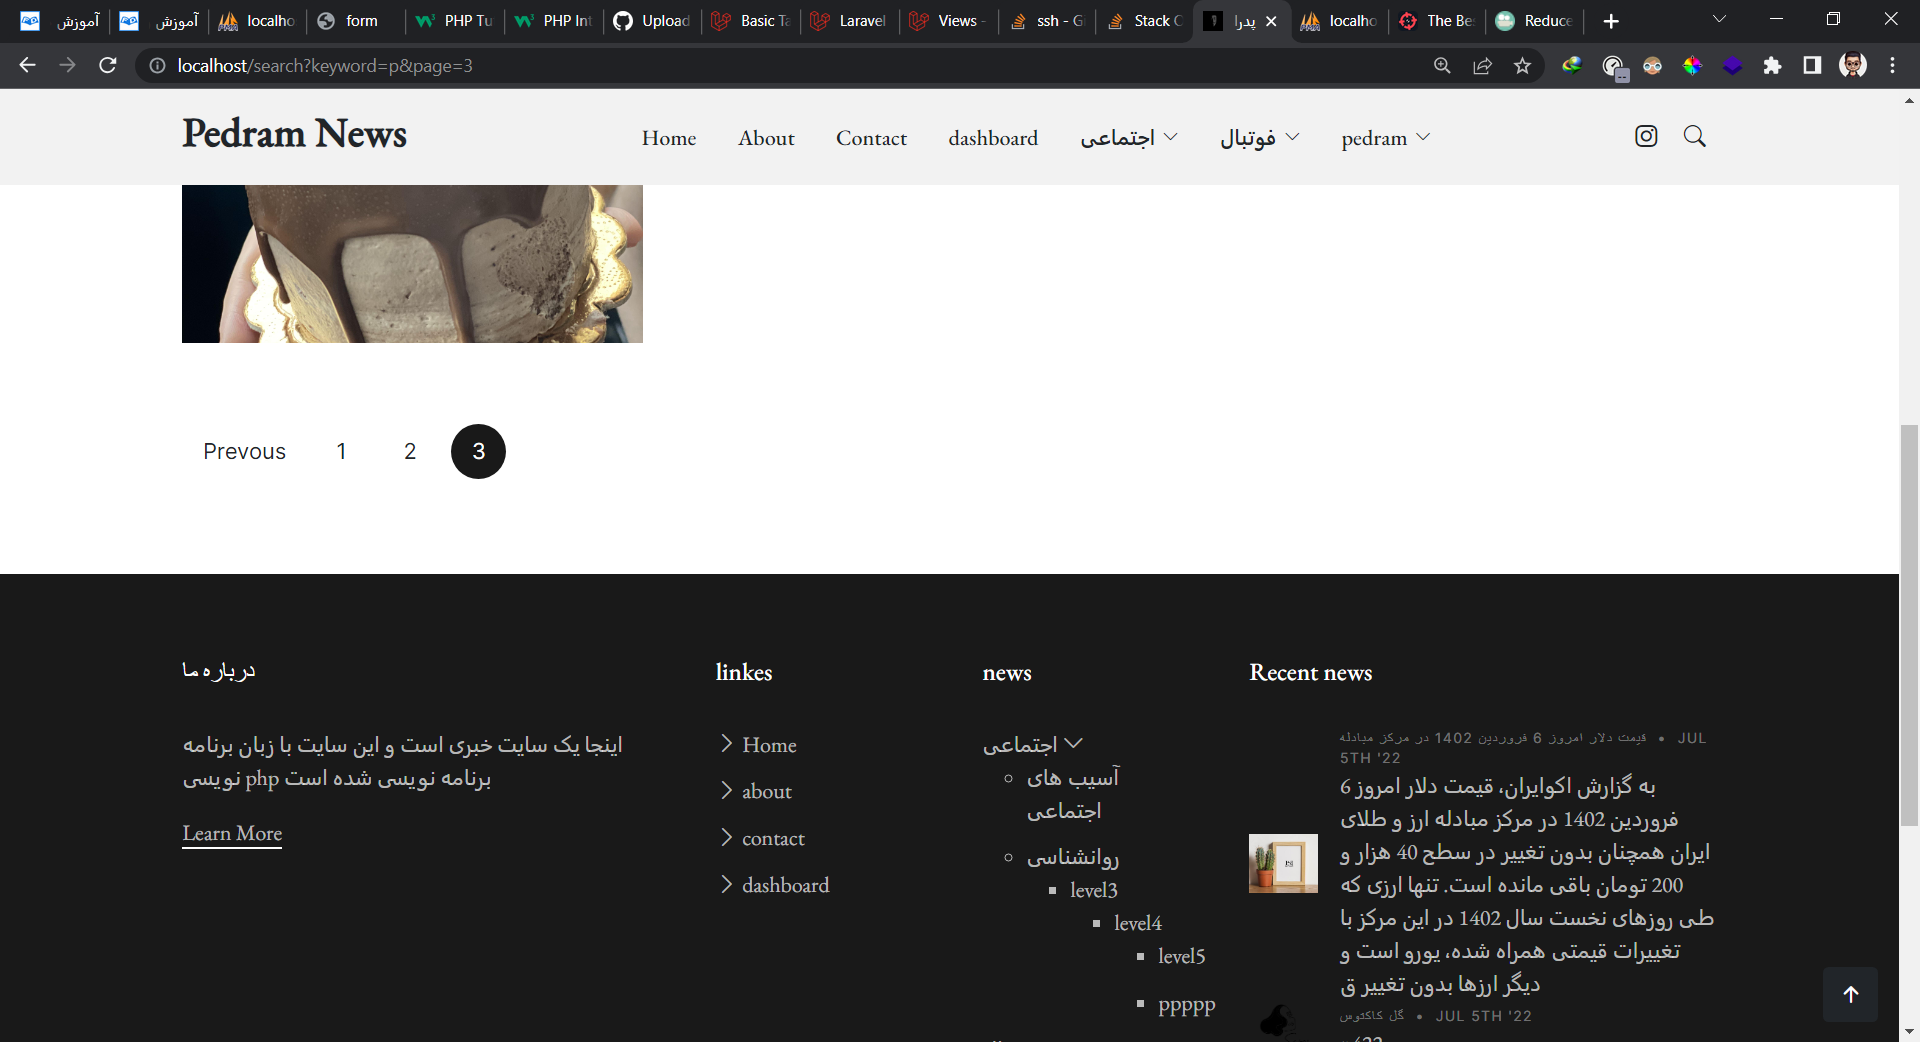 آموزش
آموزش
localho
form
PHP Tu
PHP Int
Upload
Basic Ta
Laravel
Views -
ssh - Gi
Stack O
پدرا
localho
The Be
Reduce
localhost/search?keyword=p&page=3
Pedram News
Home
About
Contact
dashboard
اجتماعی
فوتبال
pedram
Prevous 1 2 3
درباره ما
اینجا یک سایت خبری است و این سایت با زبان برنامه
نویسی php برنامه نویسی شده است
Learn More
linkes
Home
about
contact
dashboard
news
اجتماعی
آسیب های
اجتماعی
روانشناسی
level3
level4
level5
ppppp
Recent news
قیمت دلار امروز 6 فروردین 1402 در مرکز مبادله • JUL
5TH '22
به گزارش اکوایران، قیمت دلار امروز 6
فروردین 1402 در مرکز مبادله ارز و طلای
ایران همچنان بدون تغییر در سطح 40 هزار و
200 تومان باقی مانده است. تنها ارزی که
طی روزهای نخست سال 1402 در این مرکز با
تغییرات قیمتی همراه شده، یورو است و
دیگر ارزها بدون تغییر ق
گل کاکتوس • JUL 5TH '22